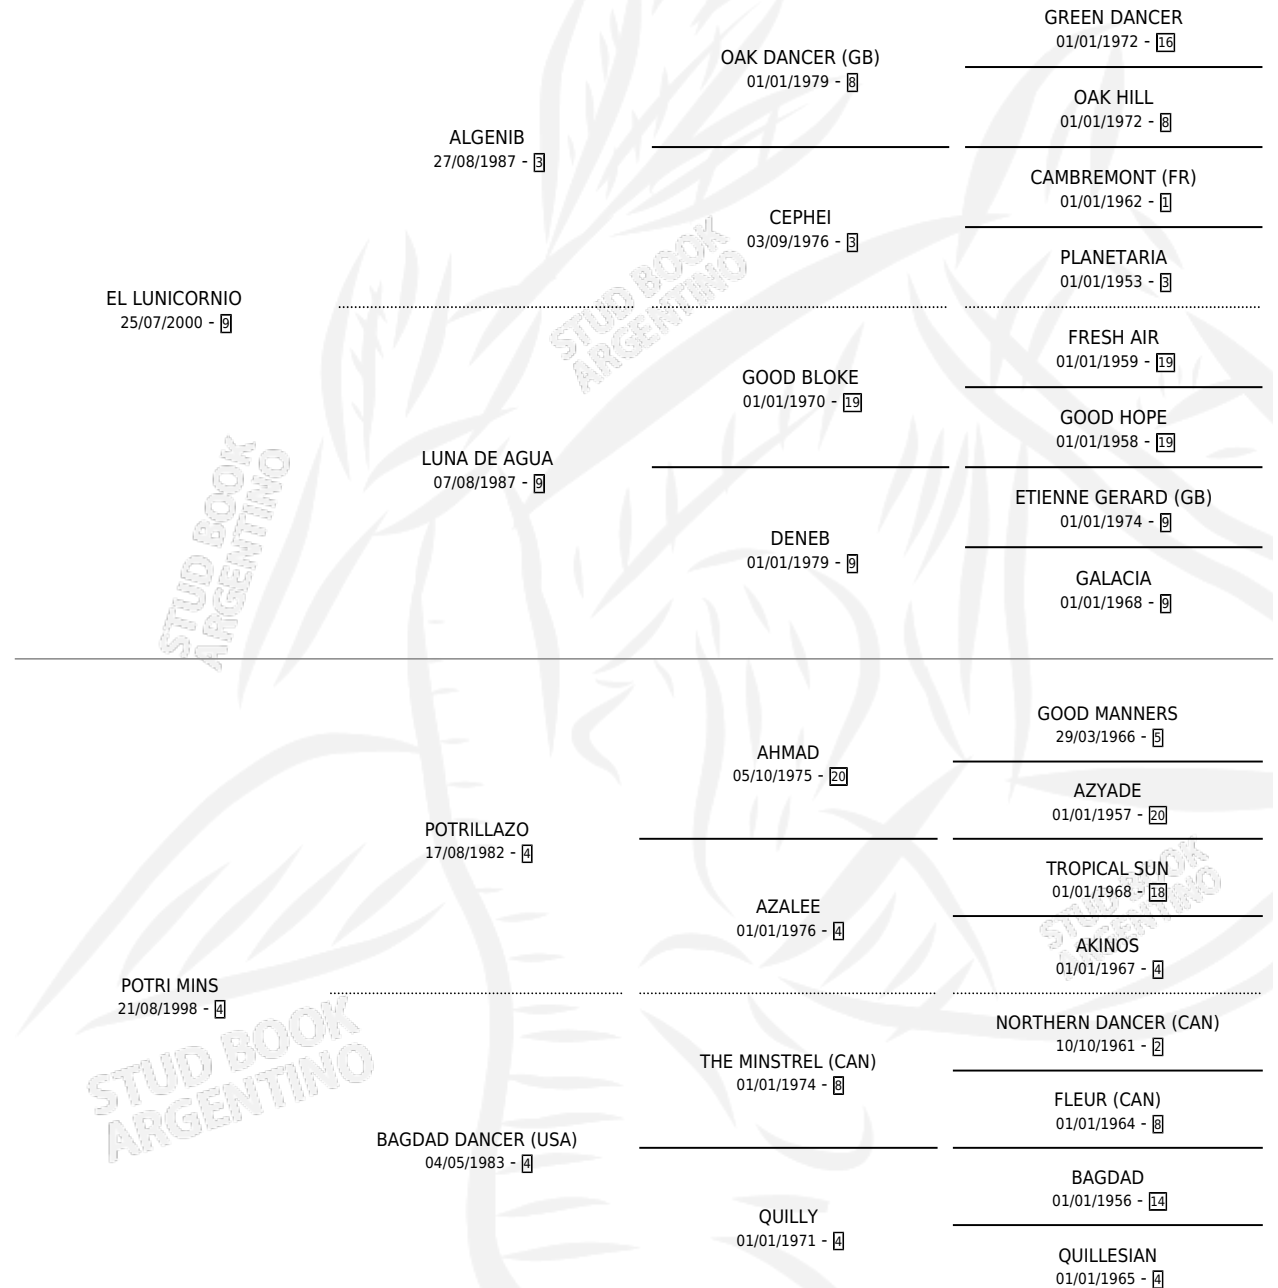 GREEN DANCER
01/01/1972 - 16
OAK DANCER (GB)
01/01/1979 - 8
OAK HILL
01/01/1972 - 8
ALGENIB
27/08/1987 - 3
CAMBREMONT (FR)
01/01/1962 - 1
CEPHEI
03/09/1976 - 3
PLANETARIA
01/01/1953 - 3
EL LUNICORNIO
25/07/2000 - 9
STUD BOOK
ARGENTINO
FRESH AIR
01/01/1959 - 19
GOOD BLOKE
01/01/1970 - 19
GOOD HOPE
01/01/1958 - 19
LUNA DE AGUA
07/08/1987 - 9
ETIENNE GERARD (GB)
01/01/1974 - 9
DENEB
01/01/1979 - 9
GALACIA
01/01/1968 - 9
STUD BOOK
ARGENTINO
GOOD MANNERS
29/03/1966 - 5
AHMAD
05/10/1975 - 20
AZYADE
01/01/1957 - 20
POTRILLAZO
17/08/1982 - 4
TROPICAL SUN
01/01/1968 - 18
STUD BOOK
ARGENTINO
AZALEE
01/01/1976 - 4
AKINOS
01/01/1967 - 4
POTRI MINS
21/08/1998 - 4
STUD BOOK
ARGENTINO
NORTHERN DANCER (CAN)
10/10/1961 - 2
THE MINSTREL (CAN)
01/01/1974 - 8
FLEUR (CAN)
01/01/1964 - 8
BAGDAD DANCER (USA)
04/05/1983 - 4
BAGDAD
01/01/1956 - 14
QUILLY
01/01/1971 - 4
QUILLESIAN
01/01/1965 - 4